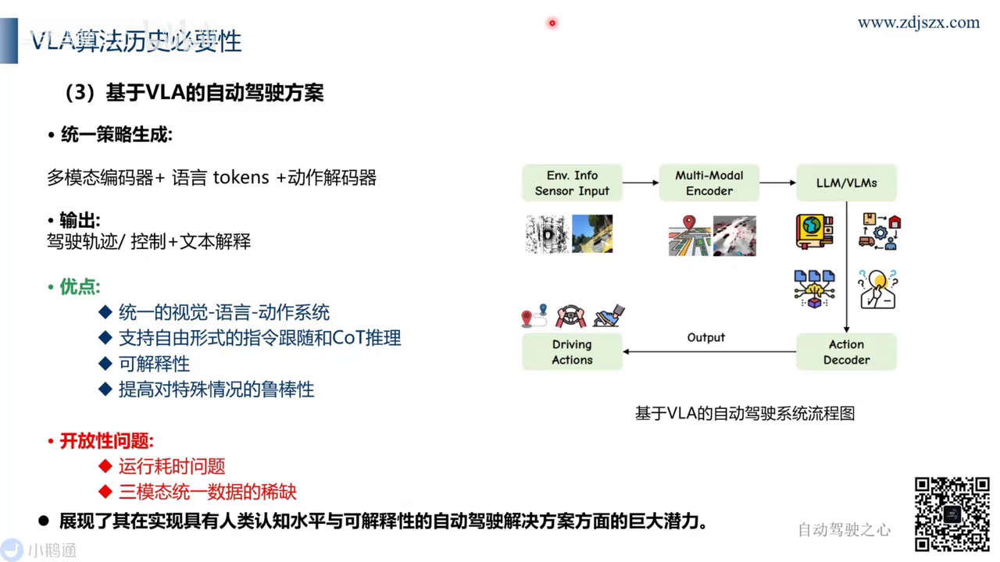 www.zdjszx.com
VLA算法历史必要性
（3）基于VLA的自动驾驶方案
• 统一策略生成:
多模态编码器+ 语言 tokens +动作解码器
• 输出:
驾驶轨迹/ 控制+文本解释
• 优点:
◆ 统一的视觉-语言-动作系统
◆ 支持自由形式的指令跟随和CoT推理
◆ 可解释性
◆ 提高对特殊情况的鲁棒性
• 开放性问题:
◆ 运行耗时问题
◆ 三模态统一数据的稀缺
● 展现了其在实现具有人类认知水平与可解释性的自动驾驶解决方案方面的巨大潜力。
Env. Info
Sensor Input
Multi-Modal
Encoder
LLM/VLMs
Action
Decoder
Output
Driving
Actions
基于VLA的自动驾驶系统流程图
自动驾驶之心
小鹅通